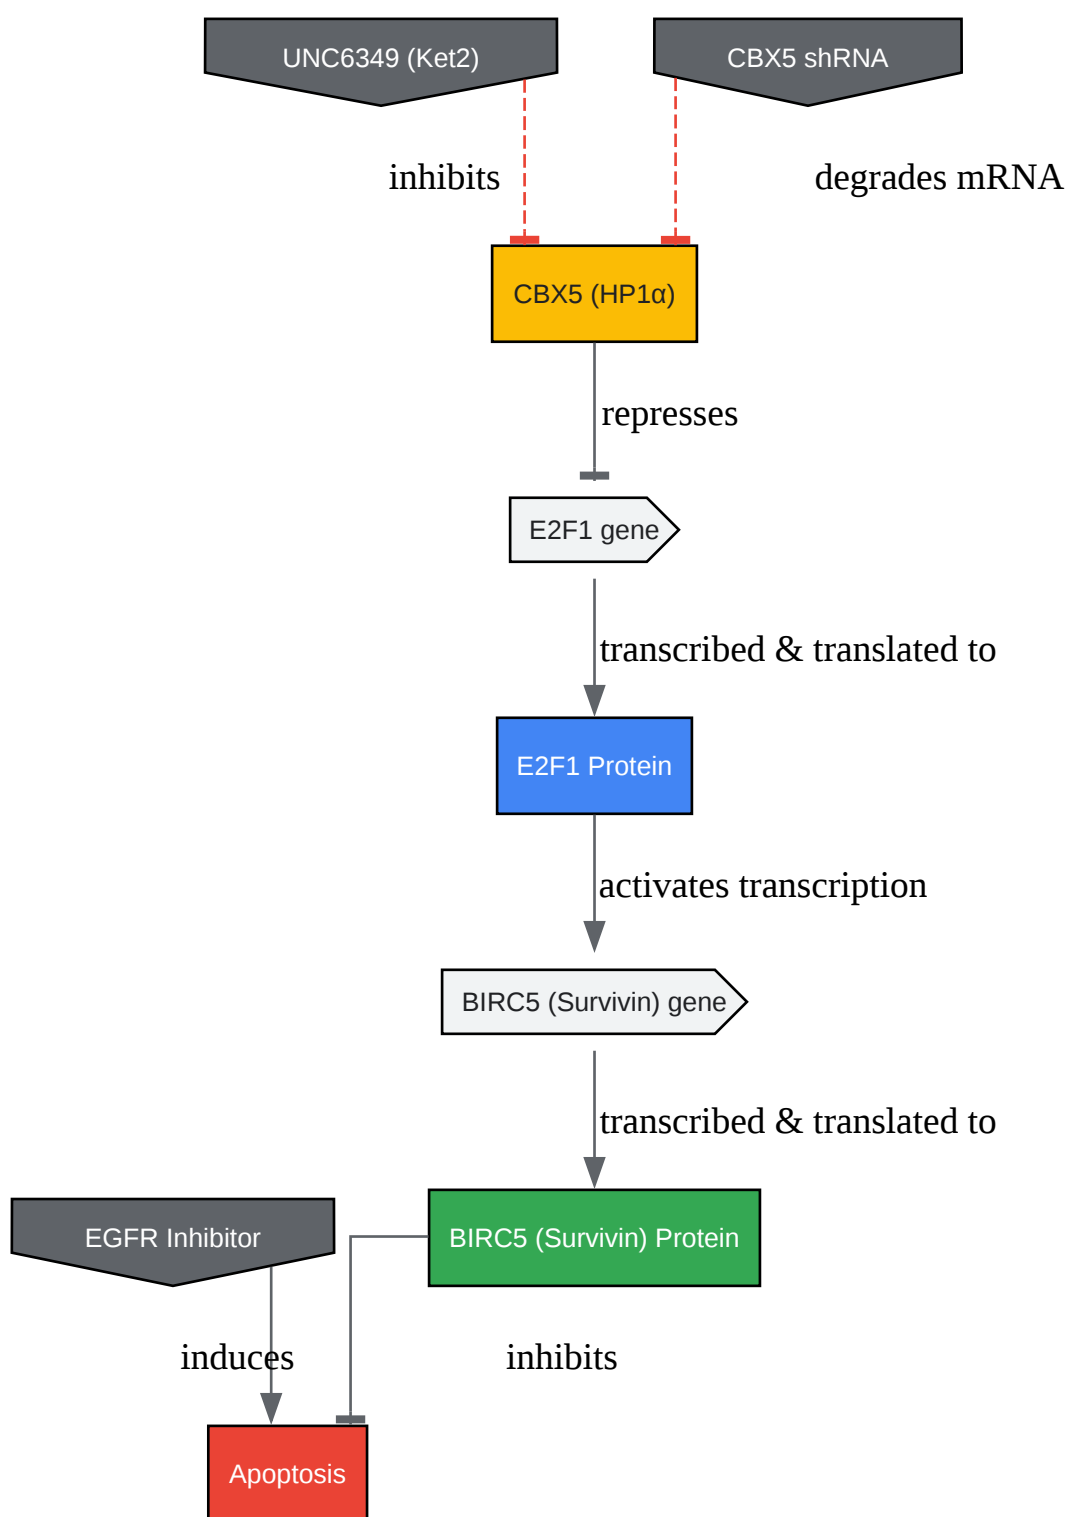 UNC6349 (Ket2)
CBX5 shRNA
inhibits
degrades mRNA
CBX5 (HP1α)
represses
E2F1 gene
transcribed & translated to
E2F1 Protein
activates transcription
BIRC5 (Survivin) gene
transcribed & translated to
EGFR Inhibitor
BIRC5 (Survivin) Protein
induces
inhibits
Apoptosis